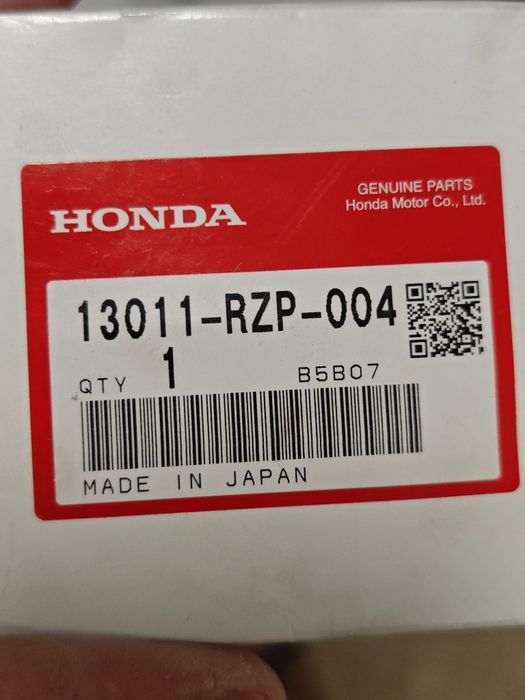 HONDA
GENUINE PARTS
Honda Motor Co., Ltd.
13011-RZP-004
QTY 1 B5B07
MADE IN JAPAN